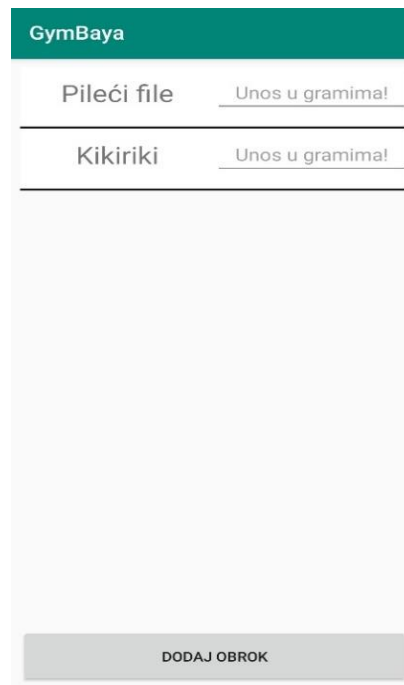 GymBaya
Pileći file Unos u gramima!
Kikiriki Unos u gramima!
DODAJ OBROK